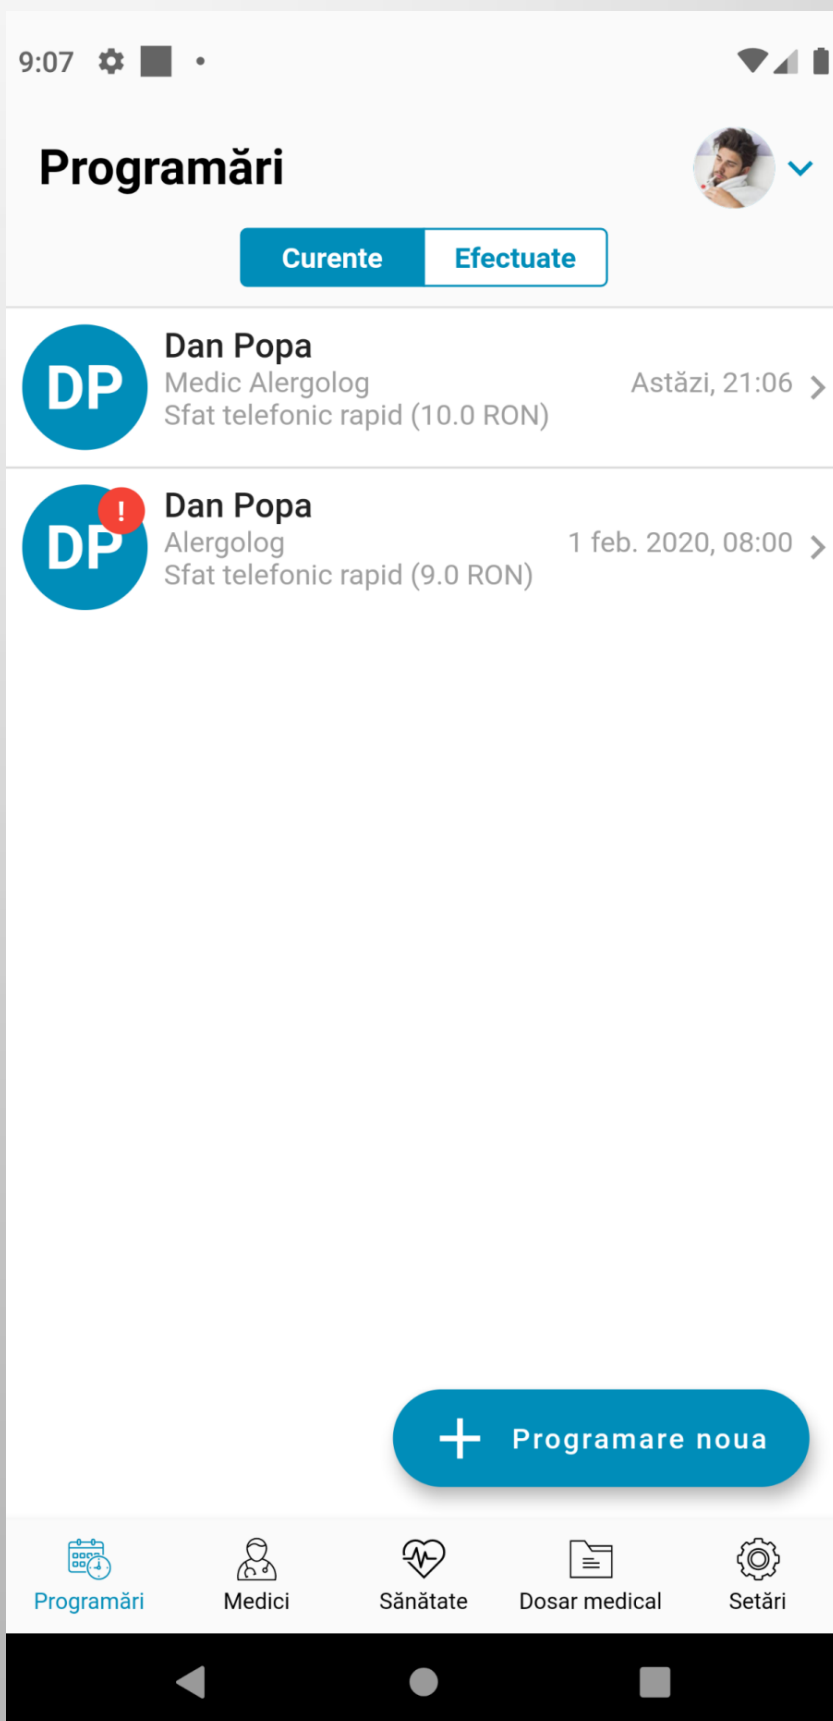 9:07
Programări
Curente
Efectuate
DP
Dan Popa
Medic Alergolog
Sfat telefonic rapid (10.0 RON)
Astăzi, 21:06
DP
!
Dan Popa
Alergolog
Sfat telefonic rapid (9.0 RON)
1 feb. 2020, 08:00
+ Programare noua
Programări
Medici
Sănătate
Dosar medical
Setări